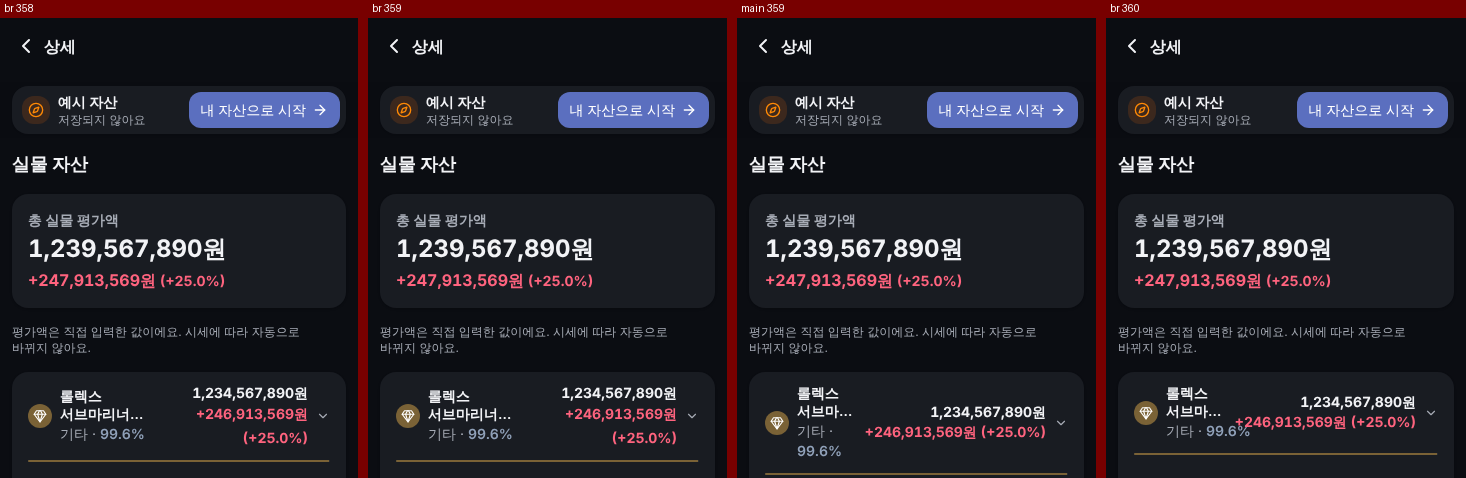 br 358
상세
예시 자산
저장되지 않아요
내 자산으로 시작
실물 자산
총 실물 평가액
1,239,567,890원
+247,913,569원 (+25.0%)
평가액은 직접 입력한 값이에요. 시세에 따라 자동으로
바뀌지 않아요.
롤렉스
서브마리너...
기타 · 99.6%
1,234,567,890원
+246,913,569원
(+25.0%)
br 359
상세
예시 자산
저장되지 않아요
내 자산으로 시작
실물 자산
총 실물 평가액
1,239,567,890원
+247,913,569원 (+25.0%)
평가액은 직접 입력한 값이에요. 시세에 따라 자동으로
바뀌지 않아요.
롤렉스
서브마리너...
기타 · 99.6%
1,234,567,890원
+246,913,569원
(+25.0%)
main 359
상세
예시 자산
저장되지 않아요
내 자산으로 시작
실물 자산
총 실물 평가액
1,239,567,890원
+247,913,569원 (+25.0%)
평가액은 직접 입력한 값이에요. 시세에 따라 자동으로
바뀌지 않아요.
롤렉스
서브마...
기타 ·
99.6%
1,234,567,890원
+246,913,569원 (+25.0%)
br 360
상세
예시 자산
저장되지 않아요
내 자산으로 시작
실물 자산
총 실물 평가액
1,239,567,890원
+247,913,569원 (+25.0%)
평가액은 직접 입력한 값이에요. 시세에 따라 자동으로
바뀌지 않아요.
롤렉스
서브마...
기타 · 99.6%
1,234,567,890원
+246,913,569원 (+25.0%)